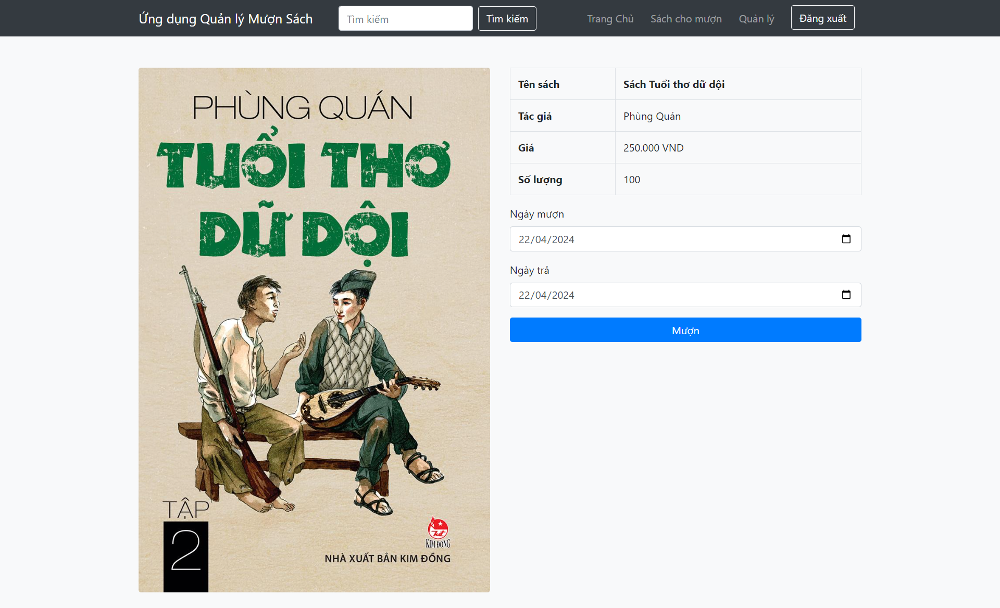 Ứng dụng Quản lý Mượn Sách
Tìm kiếm
Tìm kiếm
Trang Chủ
Sách cho mượn
Quản lý
Đăng xuất
PHÙNG QUÁN
TUỔI THƠ
DỮ DỘI
TẬP
2
Kđ
KIM ĐỒNG
NHÀ XUẤT BẢN KIM ĐỒNG
Tên sách
Sách Tuổi thơ dữ dội
Tác giả
Phùng Quán
Giá
250.000 VND
Số lượng
100
Ngày mượn
22/04/2024
Ngày trả
22/04/2024
Mượn